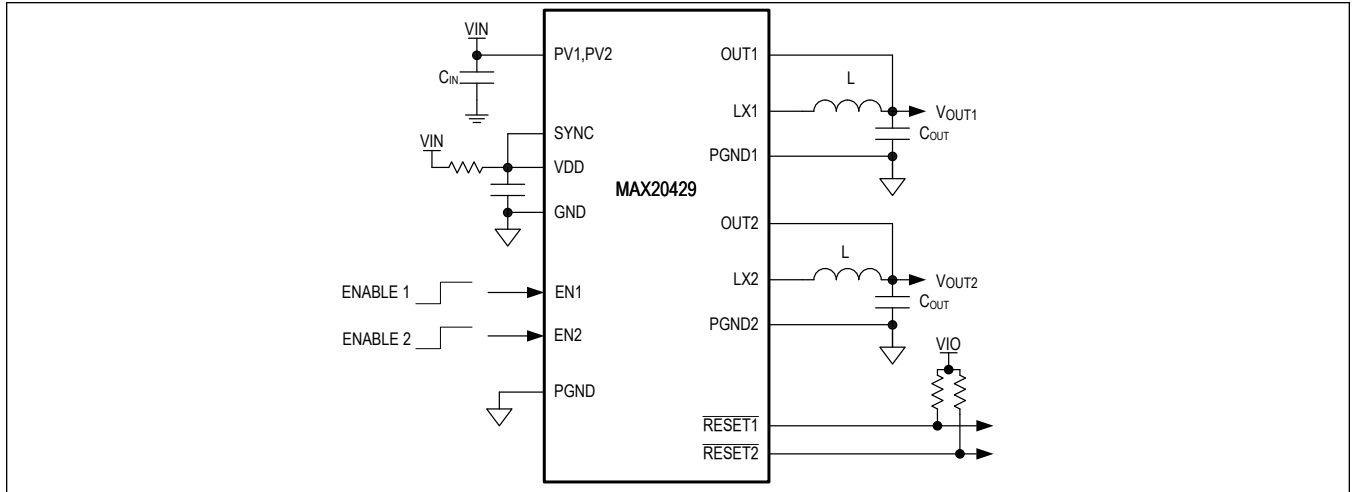 VIN
PV1,PV2
CIN
SYNC
VIN
VDD
GND
ENABLE 1
EN1
ENABLE 2
EN2
PGND
MAX20429
OUT1
L
LX1
VOUT1
COUT
PGND1
OUT2
L
LX2
VOUT2
COUT
PGND2
VIO
RESET1
RESET2